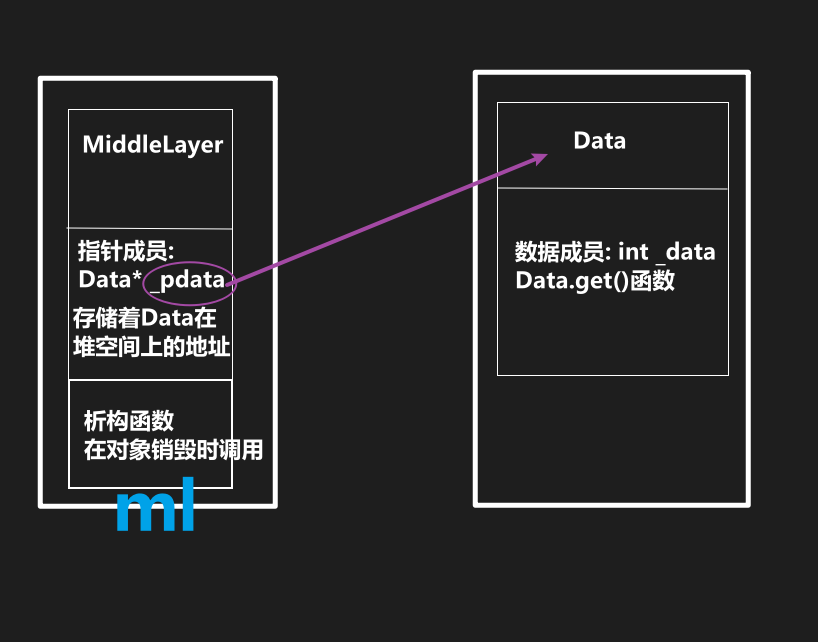 MiddleLayer
指针成员:
Data* _pdata
存储着Data在
堆空间上的地址
析构函数
在对象销毁时调用
ml
Data
数据成员: int _data
Data.get()函数